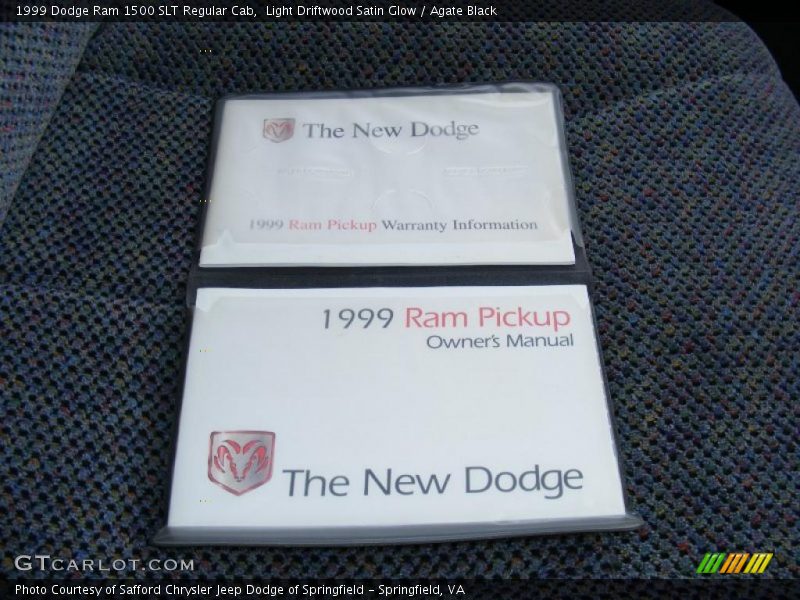 1999 Dodge Ram 1500 SLT Regular Cab,  Light Driftwood Satin Glow / Agate Black
The New Dodge
1999 Ram Pickup Warranty Information
1999 Ram Pickup
Owner's Manual
The New Dodge
GTCARLOT.COM
Photo Courtesy of Safford Chrysler Jeep Dodge of Springfield – Springfield, VA